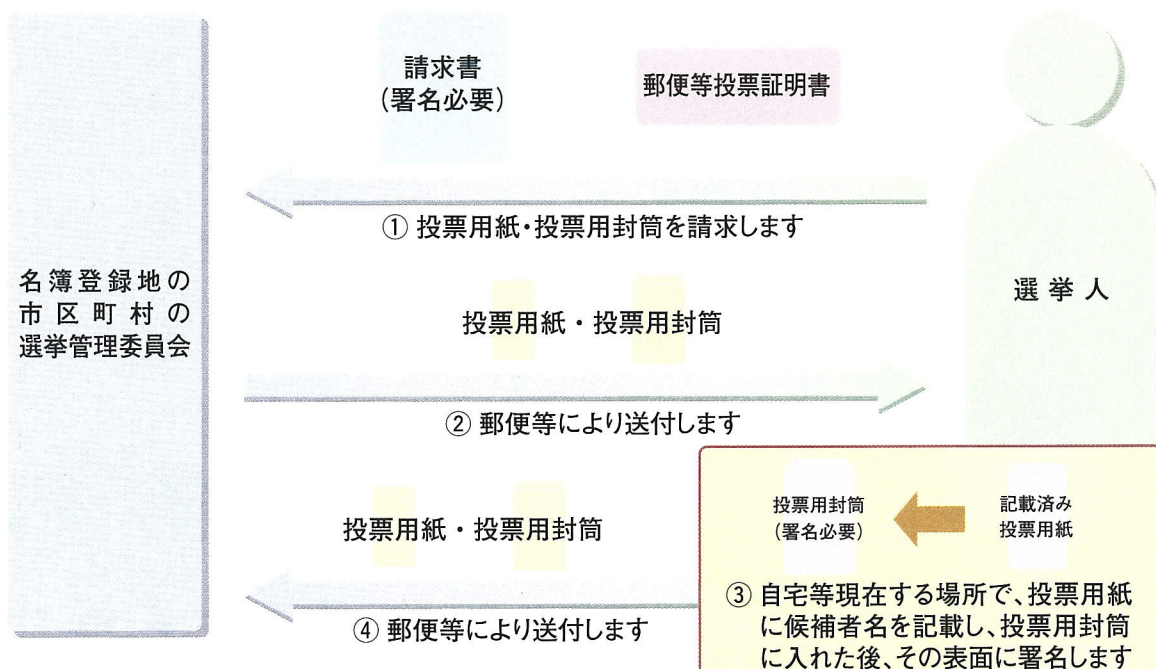 請求書
(署名必要)
郵便等投票証明書
① 投票用紙・投票用封筒を請求します
名簿登録地の
市区町村の
選挙管理委員会
選挙人
投票用紙・投票用封筒
② 郵便等により送付します
投票用紙・投票用封筒
④ 郵便等により送付します
投票用封筒
(署名必要)
記載済み
投票用紙
③ 自宅等現在する場所で、投票用紙
に候補者名を記載し、投票用封筒
に入れた後、その表面に署名します